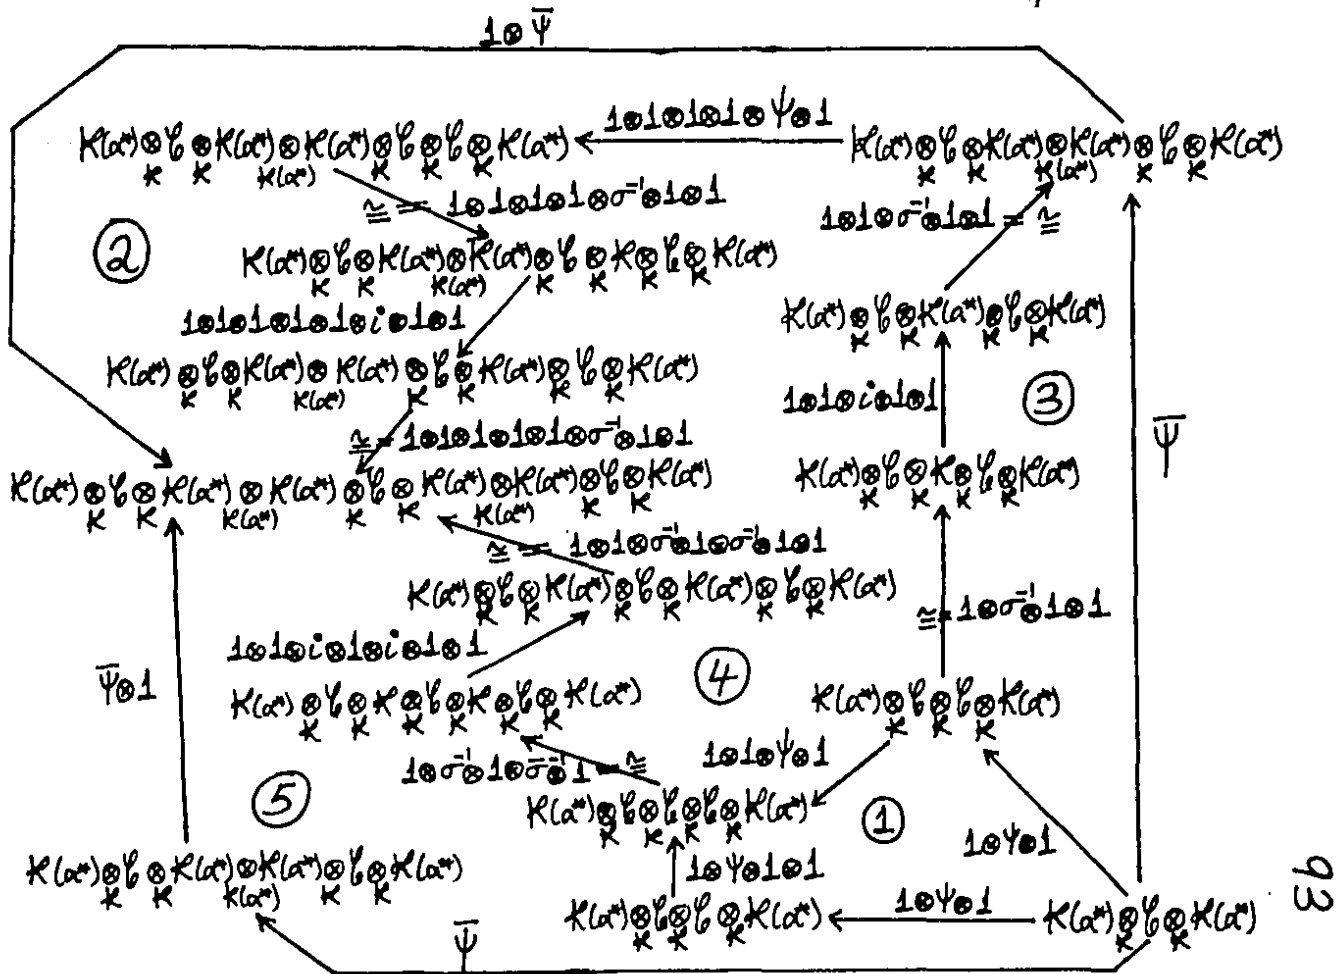 1⊗Ψ̄
1⊗1⊗1⊗1⊗Ψ⊗1
K(α*)⊗_K 𝒞⊗_K K(α*)⊗_{K(α*)} K(α*)⊗_K 𝒞⊗_K 𝒞⊗_K K(α*)
K(α*)⊗_K 𝒞⊗_K K(α*)⊗_{K(α*)} K(α*)⊗_K 𝒞⊗_K K(α*)
≅ = 1⊗1⊗1⊗1⊗σ⁻¹⊗1⊗1
1⊗1⊗σ⁻¹⊗1⊗1 = ≅
②
K(α*)⊗_K 𝒞⊗_K K(α*)⊗_{K(α*)} K(α*)⊗_K 𝒞⊗_K K⊗_K 𝒞⊗_K K(α*)
1⊗1⊗1⊗1⊗1⊗i⊗1⊗1
K(α*)⊗_K 𝒞⊗_K K(α*)⊗_K 𝒞⊗_K K(α*)
K(α*)⊗_K 𝒞⊗_K K(α*)⊗_{K(α*)} K(α*)⊗_K 𝒞⊗_K K(α*)⊗_K 𝒞⊗_K K(α*)
1⊗1⊗i⊗1⊗1
③
≅ = 1⊗1⊗1⊗1⊗1⊗σ⁻¹⊗1⊗1
Ψ̄
K(α*)⊗_K 𝒞⊗_K K(α*)⊗_{K(α*)} K(α*)⊗_K 𝒞⊗_K K(α*)⊗_{K(α*)} K(α*)⊗_K 𝒞⊗_K K(α*)
K(α*)⊗_K 𝒞⊗_K K⊗_K 𝒞⊗_K K(α*)
≅ = 1⊗1⊗σ⁻¹⊗1⊗σ⁻¹⊗1⊗1
K(α*)⊗_K 𝒞⊗_K K(α*)⊗_K 𝒞⊗_K K(α*)⊗_K 𝒞⊗_K K(α*)
≅ = 1⊗σ⁻¹⊗1⊗1
1⊗1⊗i⊗1⊗i⊗1⊗1
Ψ̄⊗1
④
K(α*)⊗_K 𝒞⊗_K K⊗_K 𝒞⊗_K K⊗_K 𝒞⊗_K K(α*)
K(α*)⊗_K 𝒞⊗_K 𝒞⊗_K K(α*)
1⊗σ⁻¹⊗1⊗σ⁻¹⊗1 = ≅
1⊗1⊗Ψ⊗1
⑤
K(α*)⊗_K 𝒞⊗_K 𝒞⊗_K 𝒞⊗_K K(α*)
①
1⊗Ψ⊗1
K(α*)⊗_K 𝒞⊗_K K(α*)⊗_{K(α*)} K(α*)⊗_K 𝒞⊗_K K(α*)
1⊗Ψ⊗1⊗1
K(α*)⊗_K 𝒞⊗_K 𝒞⊗_K K(α*)
1⊗Ψ⊗1
K(α*)⊗_K 𝒞⊗_K K(α*)
Ψ̄
93